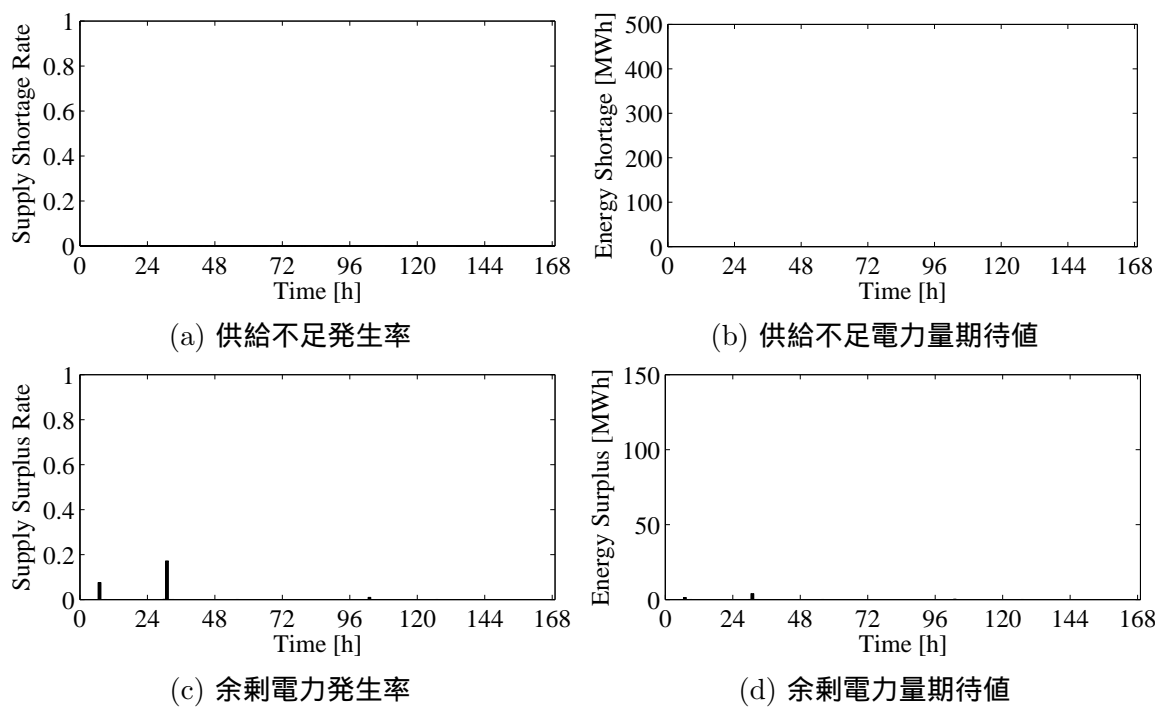 Supply Shortage Rate
1
0.8
0.6
0.4
0.2
0
0 24 48 72 96 120 144 168
Time [h]
(a) 供給不足発生率
Energy Shortage [MWh]
500
400
300
200
100
0
0 24 48 72 96 120 144 168
Time [h]
(b) 供給不足電力量期待値
Supply Surplus Rate
1
0.8
0.6
0.4
0.2
0
0 24 48 72 96 120 144 168
Time [h]
(c) 余剰電力発生率
Energy Surplus [MWh]
150
100
50
0
0 24 48 72 96 120 144 168
Time [h]
(d) 余剰電力量期待値